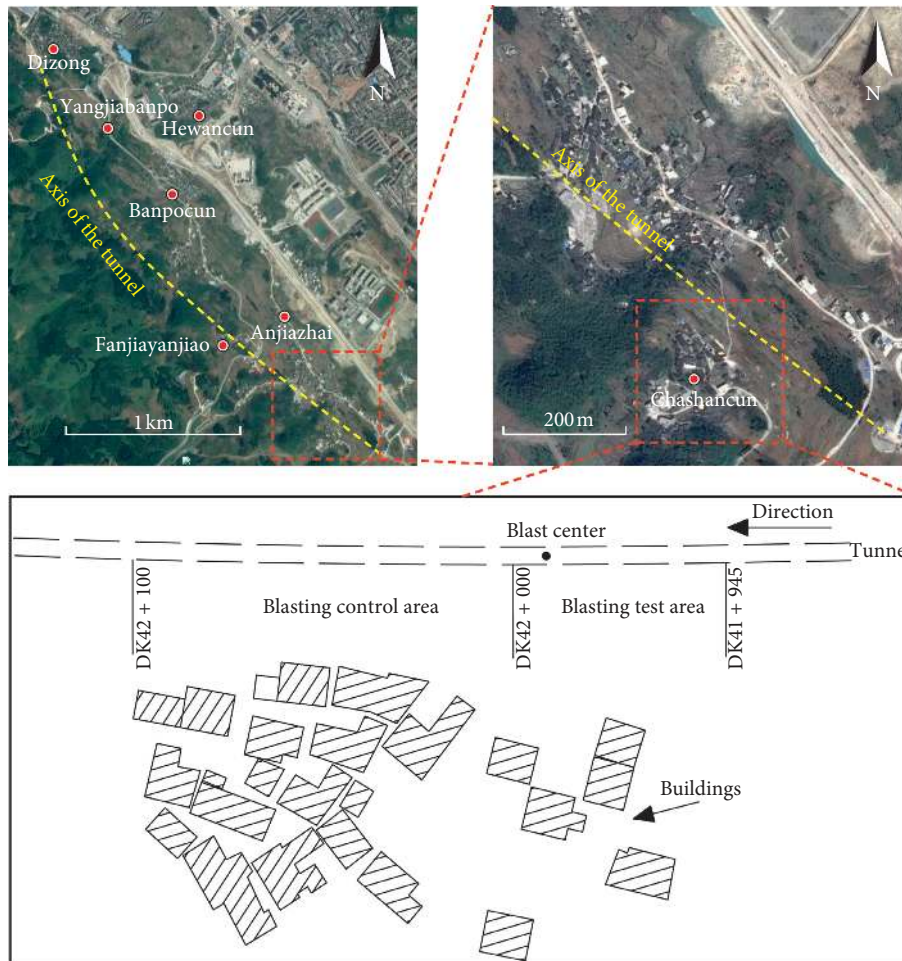 Dizong
N
Yangjiabanpo
Hewancun
Banpocun
Axis of the tunnel
Anjiazhai
Fanjiayanjiao
1 km
N
Axis of the tunnel
Chashancun
200 m
Direction
Blast center
Tunne
DK42 + 100
Blasting control area
DK42 + 000
Blasting test area
DK41 + 945
Buildings